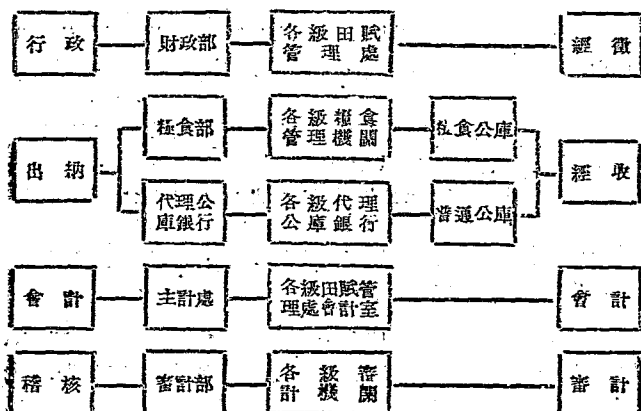 行政 財政部 各級田賦管理處 經徵
糧食部 各級糧食管理機關 糧食公庫
出納 經收
代理公庫銀行 各級代理公庫銀行 普通公庫
會計 主計處 各級田賦管理處會計室 會計
稽核 審計部 各級審計機關 審計